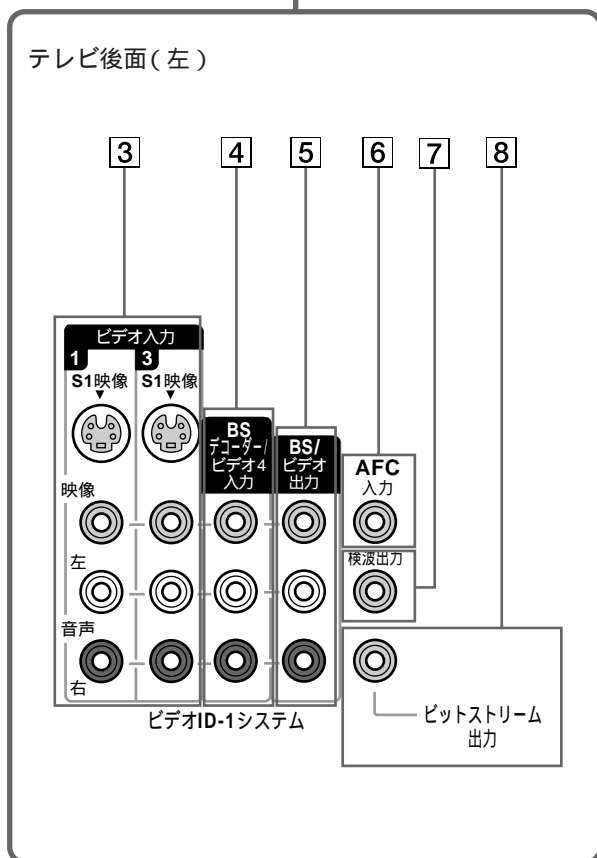 テレビ後面(左)
3 4 5 6 7 8
ビデオ入力
1 3
S1映像 S1映像
BS
デコーダー/
ビデオ4
入力
BS/
ビデオ
出力
AFC
入力
映像
検波出力
左
音声
右
ビデオID-1システム
ビットストリーム
出力